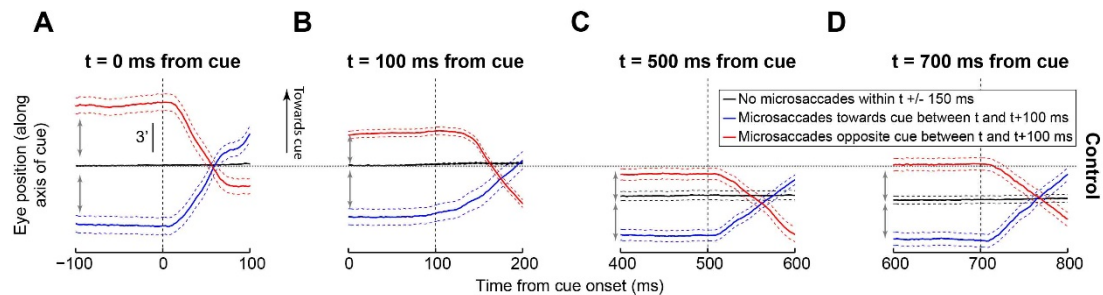 A
B
C
D
t = 0 ms from cue
t = 100 ms from cue
t = 500 ms from cue
t = 700 ms from cue
Eye position (along
axis of cue)
3'
Towards cue
No microsaccades within t +/- 150 ms
Microsaccades towards cue between t and t+100 ms
Microsaccades opposite cue between t and t+100 ms
Control
−100 0 100
0 100 200
400 500 600
600 700 800
Time from cue onset (ms)